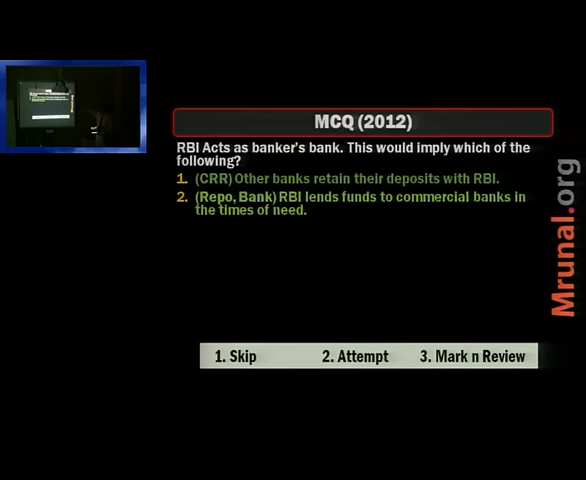 MCQ (2012)
RBI Acts as banker's bank. This would imply which of the
following?
1. (CRR) Other banks retain their deposits with RBI.
2. (Repo, Bank) RBI lends funds to commercial banks in
the times of need.
Mrunal.org
1. Skip 2. Attempt 3. Mark n Review